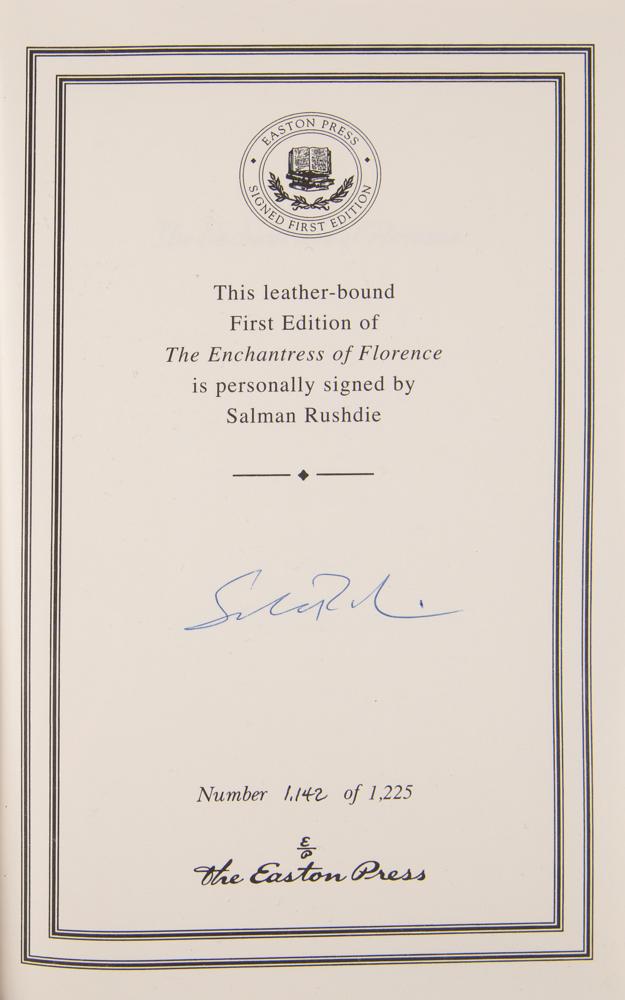 EASTON PRESS
SIGNED FIRST EDITION
This leather-bound
First Edition of
The Enchantress of Florence
is personally signed by
Salman Rushdie
Number 1,142 of 1,225
E
P
The Easton Press